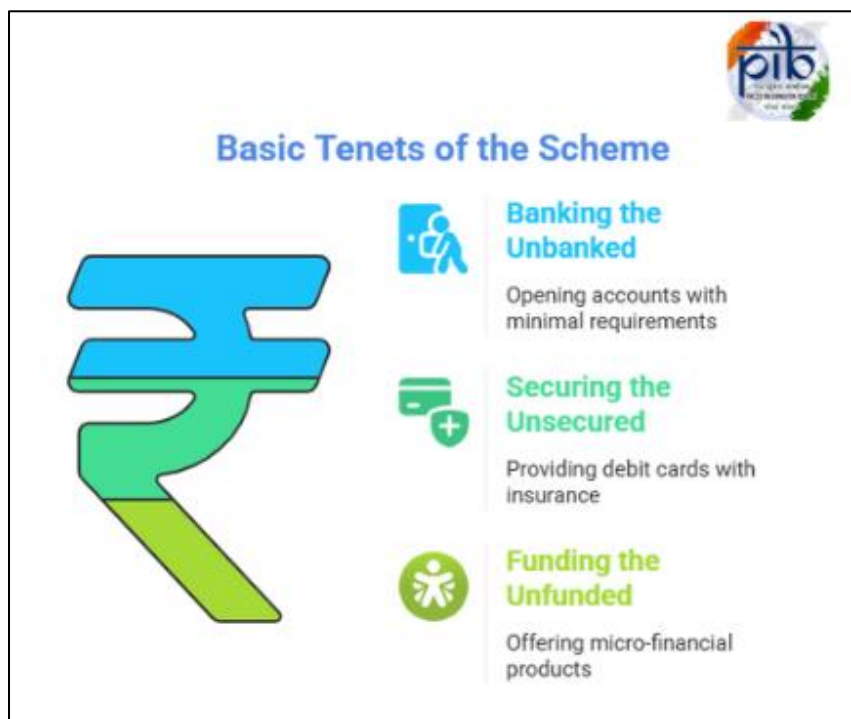 pib
Basic Tenets of the Scheme
Banking the
Unbanked
Opening accounts with
minimal requirements
Securing the
Unsecured
Providing debit cards with
insurance
Funding the
Unfunded
Offering micro-financial
products